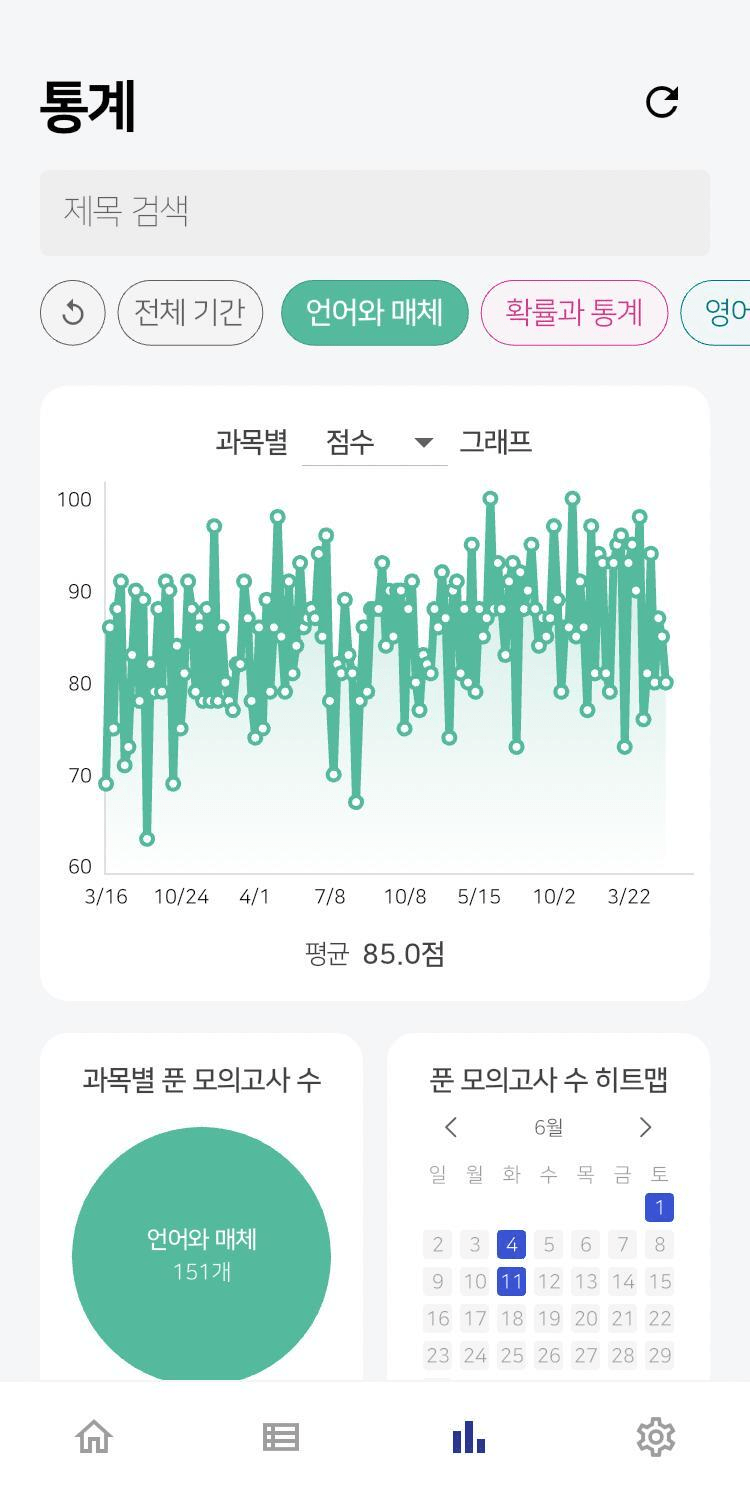 통계
제목 검색
전체 기간 언어와 매체 확률과 통계 영어
과목별 점수 그래프
100
90
80
70
60
3/16 10/24 4/1 7/8 10/8 5/15 10/2 3/22
평균 85.0점
과목별 푼 모의고사 수
언어와 매체
151개
푼 모의고사 수 히트맵
6월
일 월 화 수 목 금 토
1
2 3 4 5 6 7 8
9 10 11 12 13 14 15
16 17 18 19 20 21 22
23 24 25 26 27 28 29